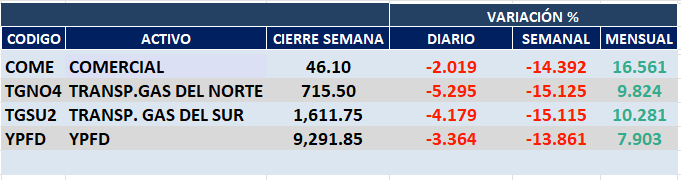 VARIACIÓN %
CODIGO ACTIVO CIERRE SEMANA DIARIO SEMANAL MENSUAL
COME COMERCIAL 46.10 -2.019 -14.392 16.561
TGNO4 TRANSP.GAS DEL NORTE 715.50 -5.295 -15.125 9.824
TGSU2 TRANSP. GAS DEL SUR 1,611.75 -4.179 -15.115 10.281
YPFD YPFD 9,291.85 -3.364 -13.861 7.903